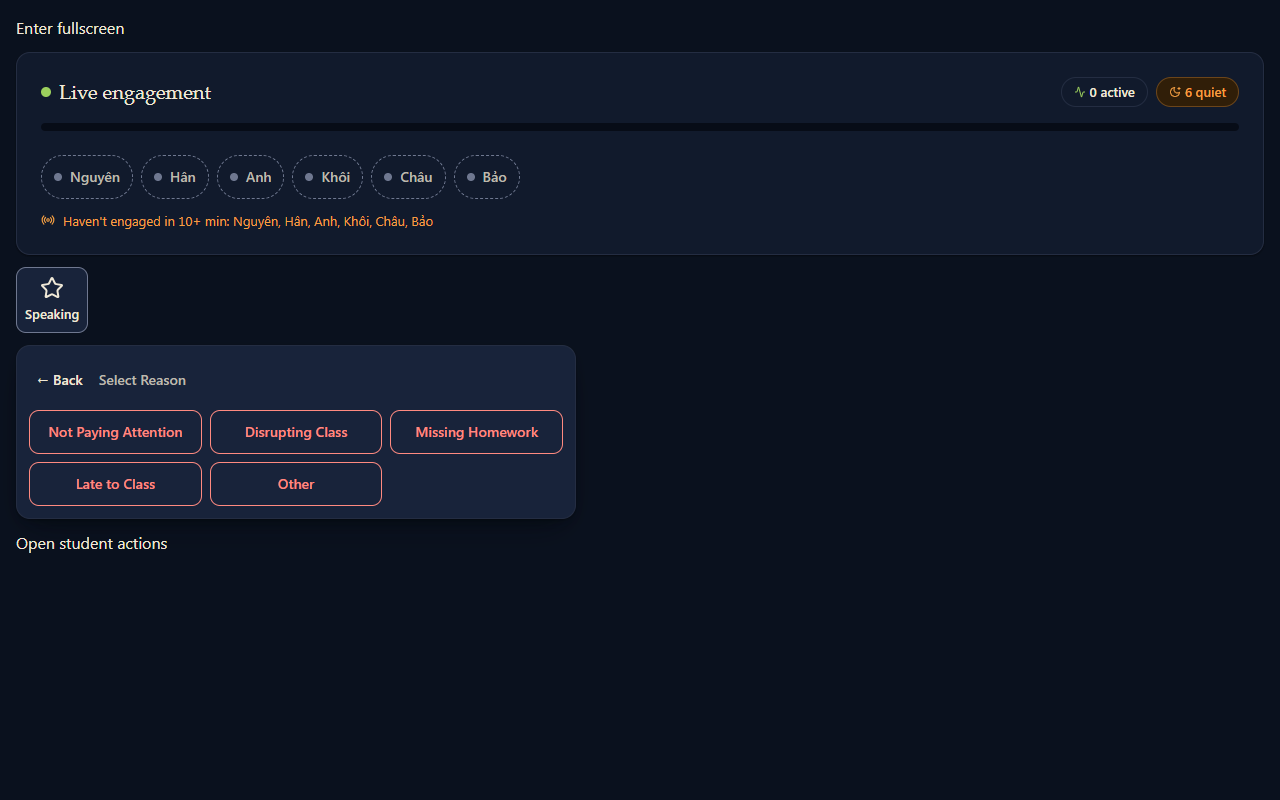 Enter fullscreen
Live engagement
0 active
6 quiet
Nguyên
Hân
Anh
Khôi
Châu
Bảo
Haven't engaged in 10+ min: Nguyên, Hân, Anh, Khôi, Châu, Bảo
Speaking
← Back
Select Reason
Not Paying Attention
Disrupting Class
Missing Homework
Late to Class
Other
Open student actions